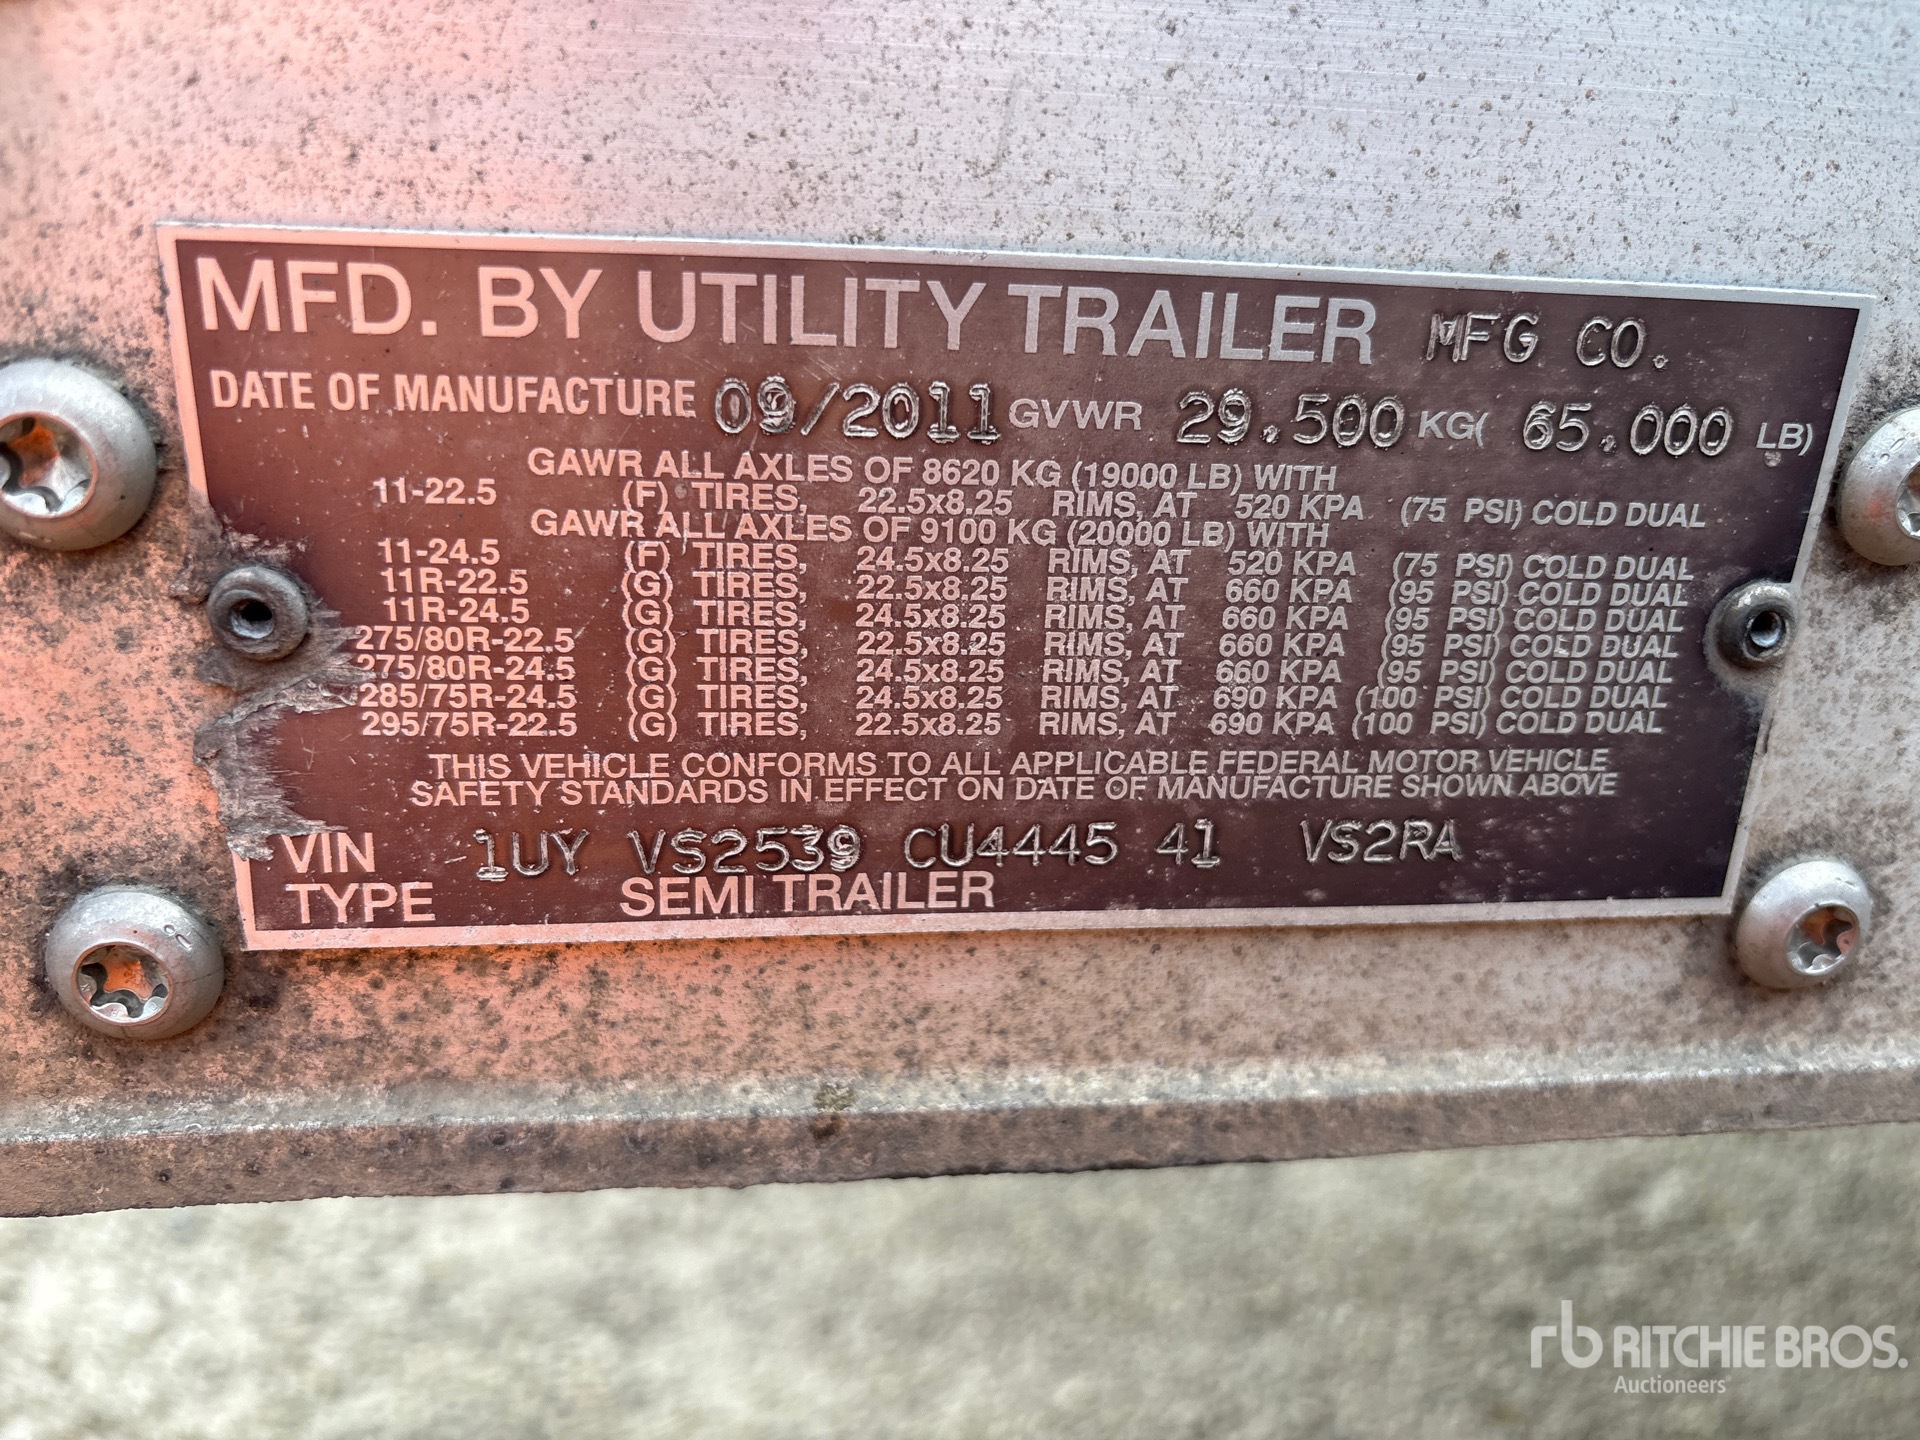 MFD. BY UTILITY TRAILER MFG CO.
DATE OF MANUFACTURE 09/2011 GVWR 29.500 KG( 65.000 LB)
GAWR ALL AXLES OF 8620 KG (19000 LB) WITH
11-22.5 (F) TIRES, 22.5x8.25 RIMS, AT 520 KPA (75 PSI) COLD DUAL
GAWR ALL AXLES OF 9100 KG (20000 LB) WITH
11-24.5 (F) TIRES, 24.5x8.25 RIMS, AT 520 KPA (75 PSI) COLD DUAL
11R-22.5 (G) TIRES, 22.5x8.25 RIMS, AT 660 KPA (95 PSI) COLD DUAL
11R-24.5 (G) TIRES, 24.5x8.25 RIMS, AT 660 KPA (95 PSI) COLD DUAL
275/80R-22.5 (G) TIRES, 22.5x8.25 RIMS, AT 660 KPA (95 PSI) COLD DUAL
275/80R-24.5 (G) TIRES, 24.5x8.25 RIMS, AT 660 KPA (95 PSI) COLD DUAL
285/75R-24.5 (G) TIRES, 24.5x8.25 RIMS, AT 690 KPA (100 PSI) COLD DUAL
295/75R-22.5 (G) TIRES, 22.5x8.25 RIMS, AT 690 KPA (100 PSI) COLD DUAL
THIS VEHICLE CONFORMS TO ALL APPLICABLE FEDERAL MOTOR VEHICLE
SAFETY STANDARDS IN EFFECT ON DATE OF MANUFACTURE SHOWN ABOVE
VIN 1UY VS2539 CU4445 41 VS2RA
TYPE SEMI TRAILER
rb RITCHIE BROS.
Auctioneers